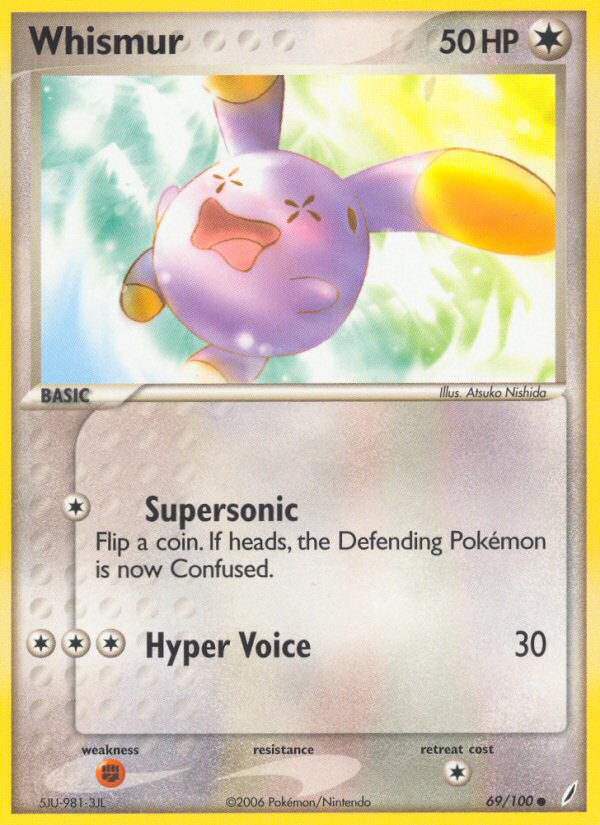 Whismur
50 HP
BASIC
Illus. Atsuko Nishida
Supersonic
Flip a coin. If heads, the Defending Pokémon
is now Confused.
Hyper Voice 30
weakness resistance retreat cost
5JU-981-3JL ©2006 Pokémon/Nintendo 69/100